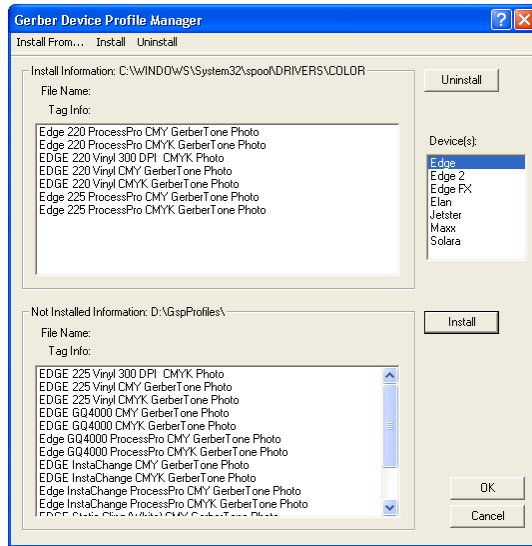 Gerber Device Profile Manager
Install From... Install Uninstall
Install Information: C:\WINDOWS\System32\spool\DRIVERS\COLOR
Uninstall
File Name:
Tag Info:
Edge 220 ProcessPro CMY GerberTone Photo
Edge 220 ProcessPro CMYK GerberTone Photo
EDGE 220 Vinyl 300 DPI  CMYK Photo
EDGE 220 Vinyl CMY GerberTone Photo
EDGE 220 Vinyl CMYK GerberTone Photo
Edge 225 ProcessPro CMY GerberTone Photo
Edge 225 ProcessPro CMYK GerberTone Photo
Device(s):
Edge
Edge 2
Edge FX
Elan
Jetster
Maxx
Solara
Not Installed Information: D:\GspProfiles\
Install
File Name:
Tag Info:
EDGE 225 Vinyl 300 DPI  CMYK Photo
EDGE 225 Vinyl CMY GerberTone Photo
EDGE 225 Vinyl CMYK GerberTone Photo
EDGE GQ4000 CMY GerberTone Photo
EDGE GQ4000 CMYK GerberTone Photo
Edge GQ4000 ProcessPro CMY GerberTone Photo
Edge GQ4000 ProcessPro CMYK GerberTone Photo
EDGE InstaChange CMY GerberTone Photo
EDGE InstaChange CMYK GerberTone Photo
Edge InstaChange ProcessPro CMY GerberTone Photo
Edge InstaChange ProcessPro CMYK GerberTone Photo
EDGE Static Cling (White) CMY GerberTone Photo
OK
Cancel